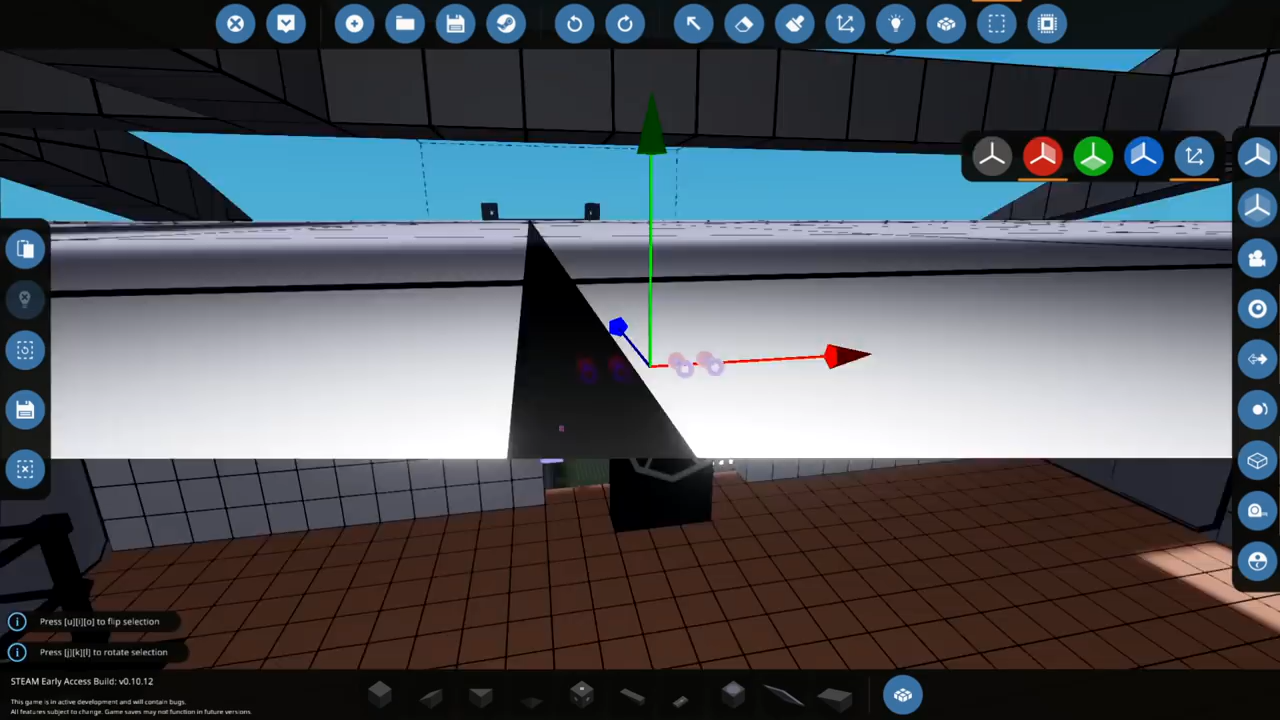 Press [u][i][o] to flip selection
Press [j][k][l] to rotate selection
STEAM Early Access Build: v0.10.12
This game is in active development and will contain bugs.
All features subject to change. Game saves may not function in future versions.